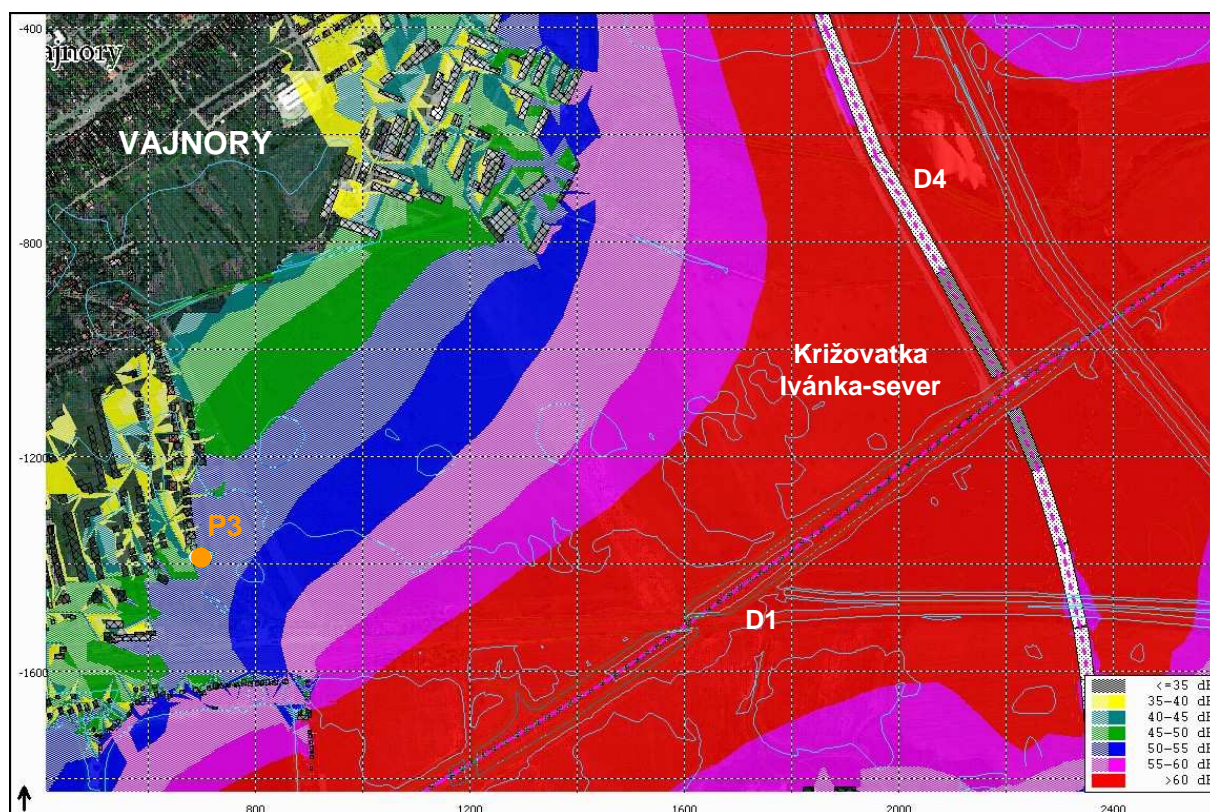 -400
ajnory
VAJNORY
D4
-800
Križovatka
Ivánka-sever
-1200
P3
D1
-1600
<=35 dB
35-40 dB
40-45 dB
45-50 dB
50-55 dB
55-60 dB
>60 dB
800
1200
1600
2000
2400